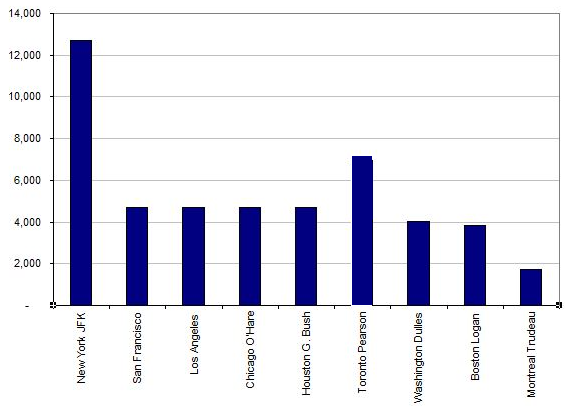 14,000
12,000
10,000
8,000
6,000
4,000
2,000
-
New York JFK
San Francisco
Los Angeles
Chicago O'Hare
Houston G. Bush
Toronto Pearson
Washington Dulles
Boston Logan
Montreal Trudeau